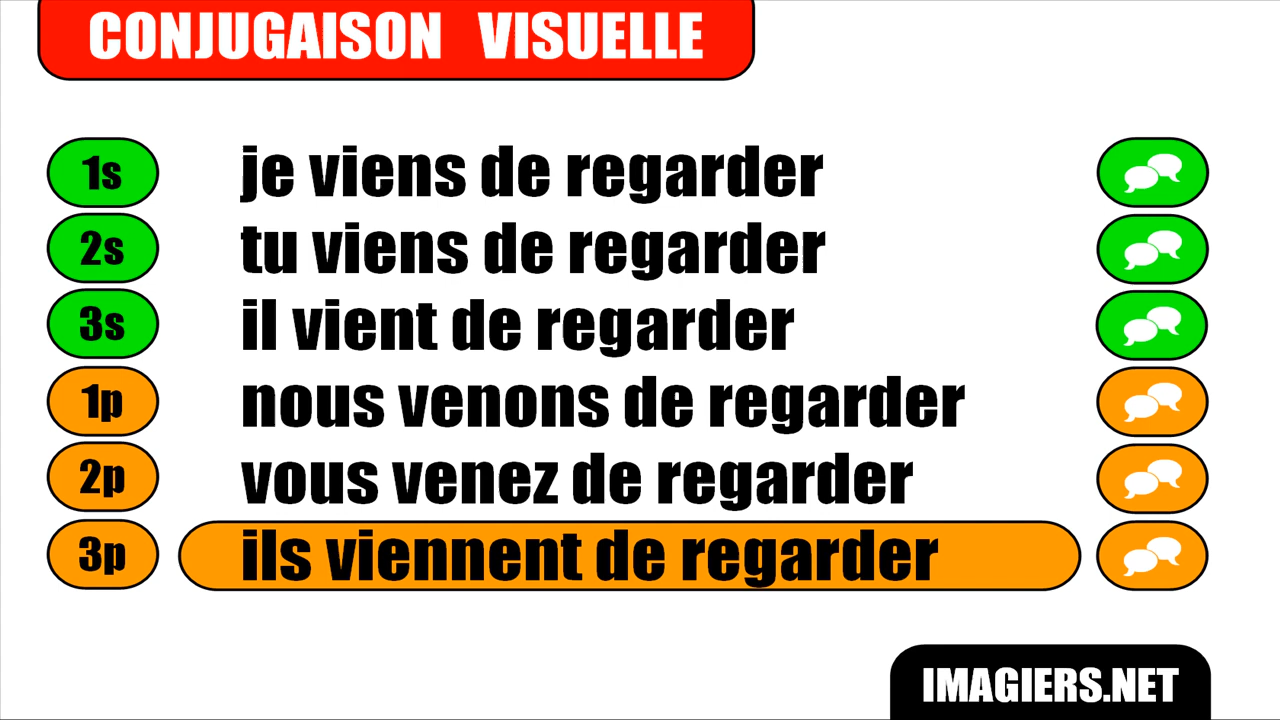 CONJUGAISON VISUELLE
1s je viens de regarder
2s tu viens de regarder
3s il vient de regarder
1p nous venons de regarder
2p vous venez de regarder
3p ils viennent de regarder
IMAGIERS.NET